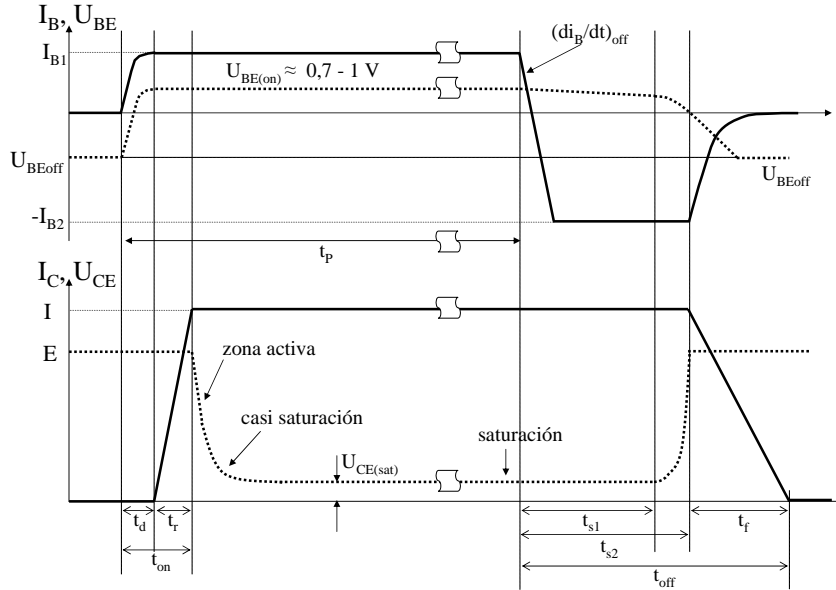 I_B, U_BE
I_B1
(di_B/dt)_off
U_BE(on) ≈ 0,7 - 1 V
U_BEoff
U_BEoff
-I_B2
t_P
I_C, U_CE
I
E
zona activa
casi saturación
saturación
U_CE(sat)
t_d
t_r
t_s1
t_f
t_s2
t_on
t_off